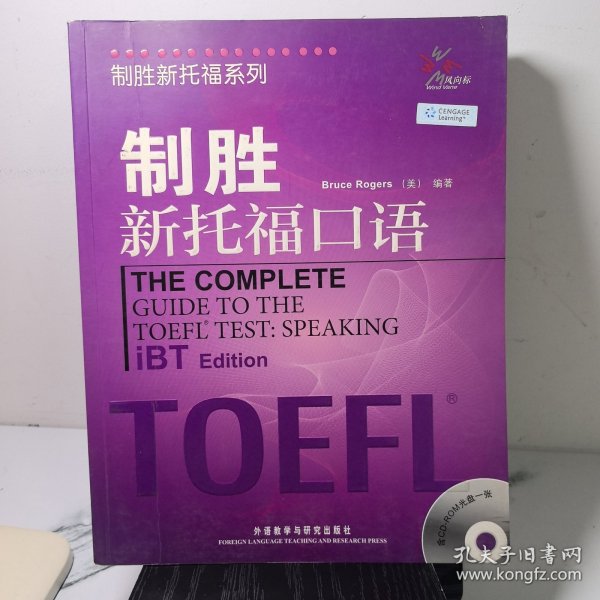 制胜新托福系列
风向标
Wind Vane
CENGAGE
Learning™
制胜
Bruce Rogers （美） 编著
新托福口语
THE COMPLETE
GUIDE TO THE
TOEFL® TEST: SPEAKING
iBT Edition
TOEFL®
含CD-ROM光盘一张
外语教学与研究出版社
FOREIGN LANGUAGE TEACHING AND RESEARCH PRESS
孔夫子旧书网
www.kongfz.com